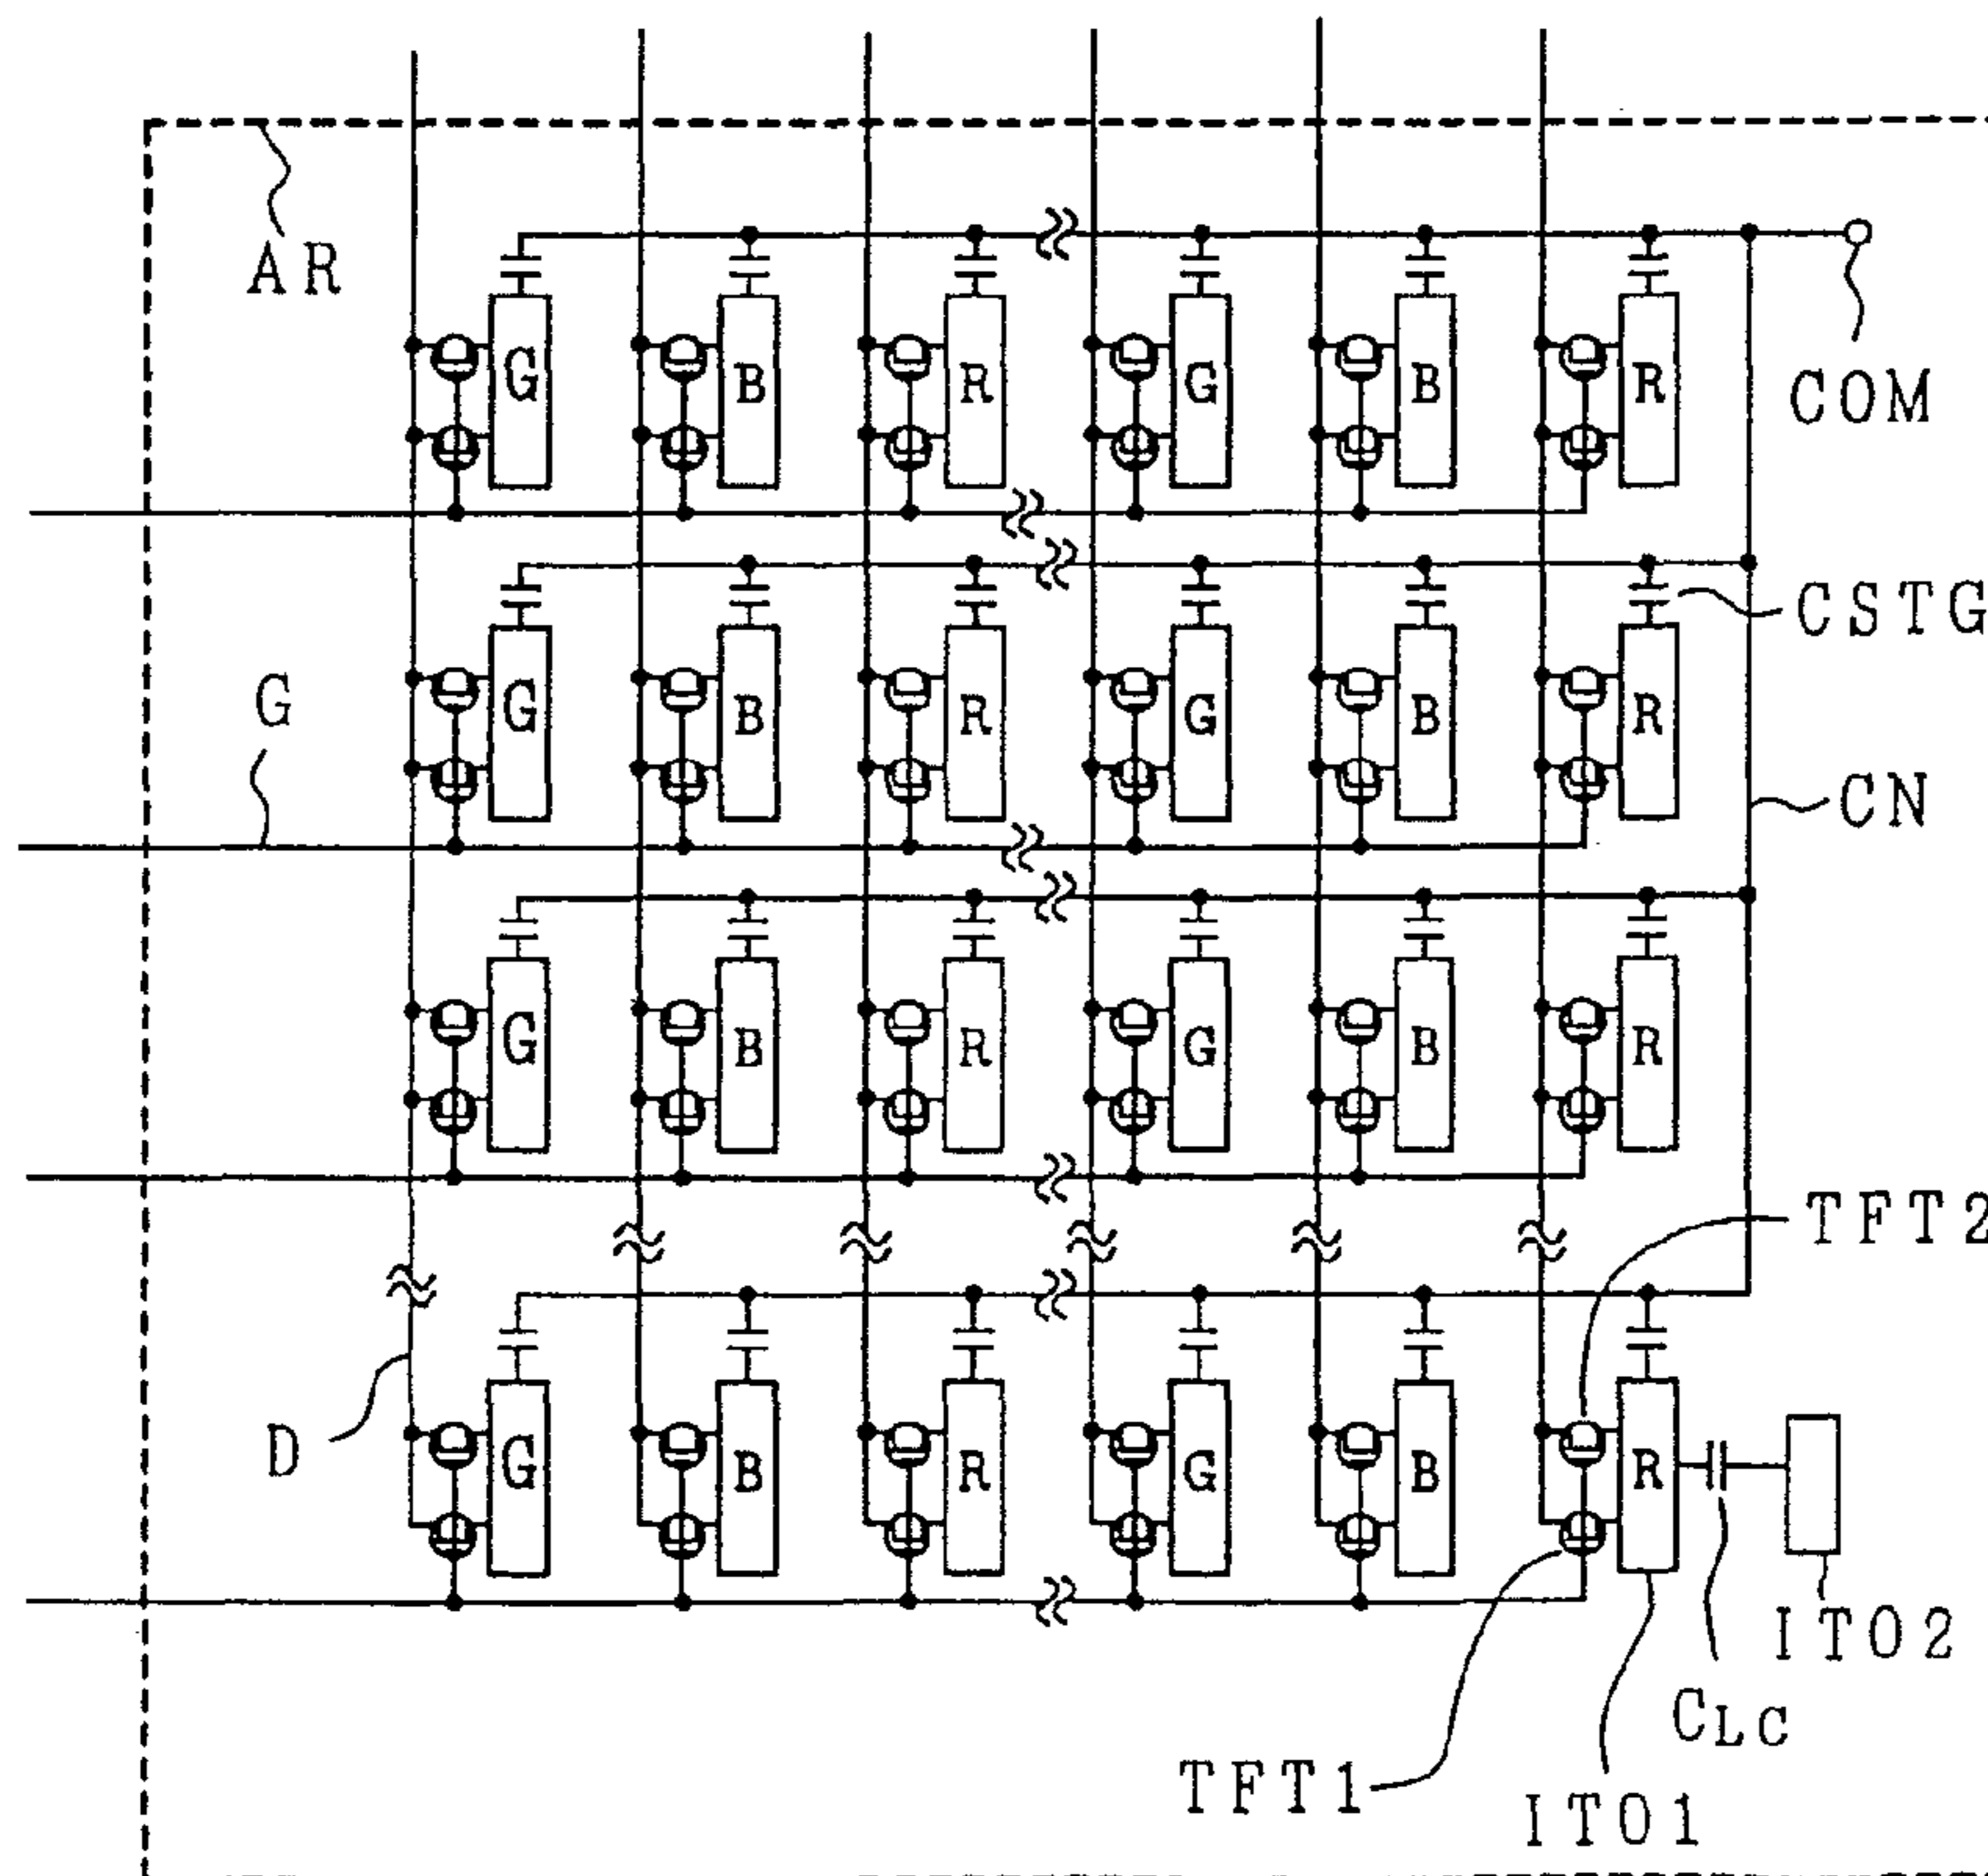 AR
G B R G B R
COM
CSTG
G
G B R G B R
CN
G B R G B R
TFT2
D
G B R G B R
ITO2
CLC
TFT1
ITO1